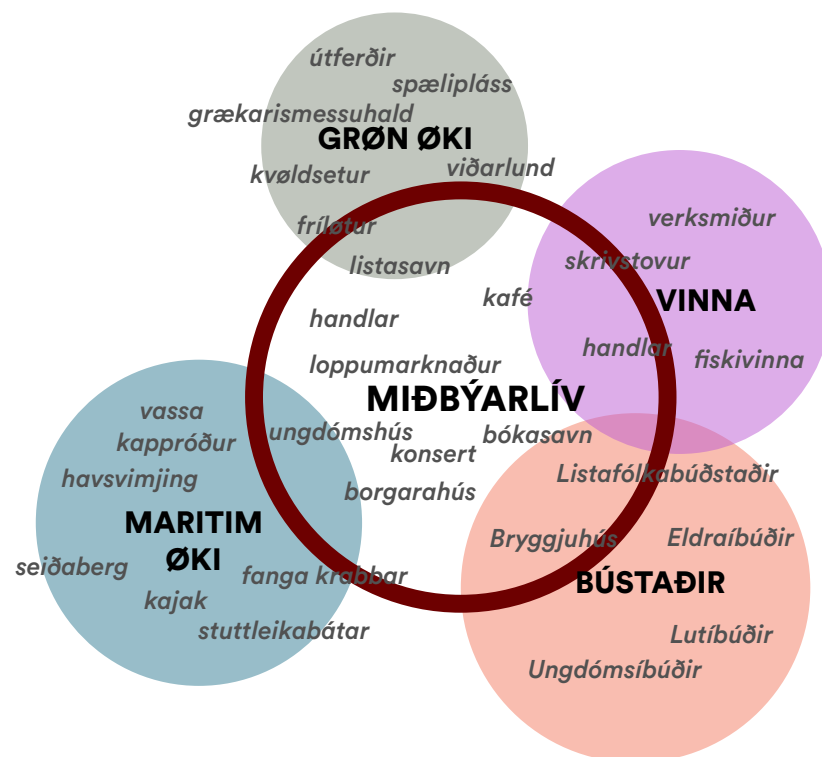 útferðir
spælipláss
grækarismessuhald
GRØN ØKI
kvøldsetur
viðarlund
fríløtur
listasavn
verksmiður
skrivstovur
VINNA
kafé
handlar
handlar
fiskivinna
loppumarknaður
MIÐBÝARLÍV
ungdómshús
konsert
bókasavn
borgarahús
vassa
kappróður
havsvimjing
MARITIM
ØKI
seiðaberg
fanga krabbar
kajak
stuttleikabátar
Listafólkabúðstaðir
Bryggjuhús
Eldraíbúðir
BÚSTAÐIR
Lutíbúðir
Ungdómsíbúðir